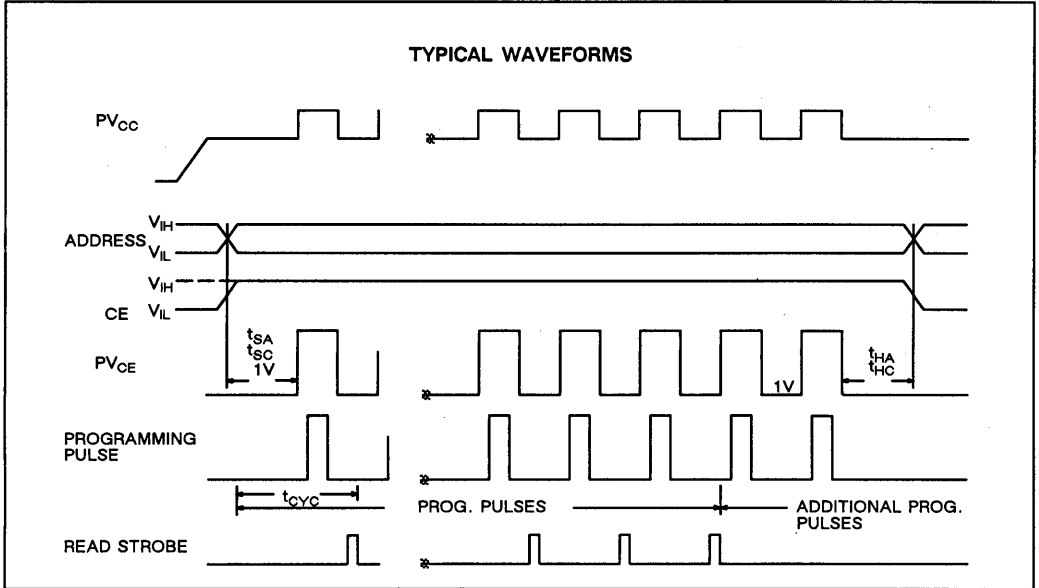 TYPICAL WAVEFORMS
PVCC
VIH
ADDRESS
VIL
VIH
CE VIL
tSA
tSC
1V
PVCE
1V
tHA
tHC
PROGRAMMING
PULSE
tCYC
PROG. PULSES
ADDITIONAL PROG.
PULSES
READ STROBE